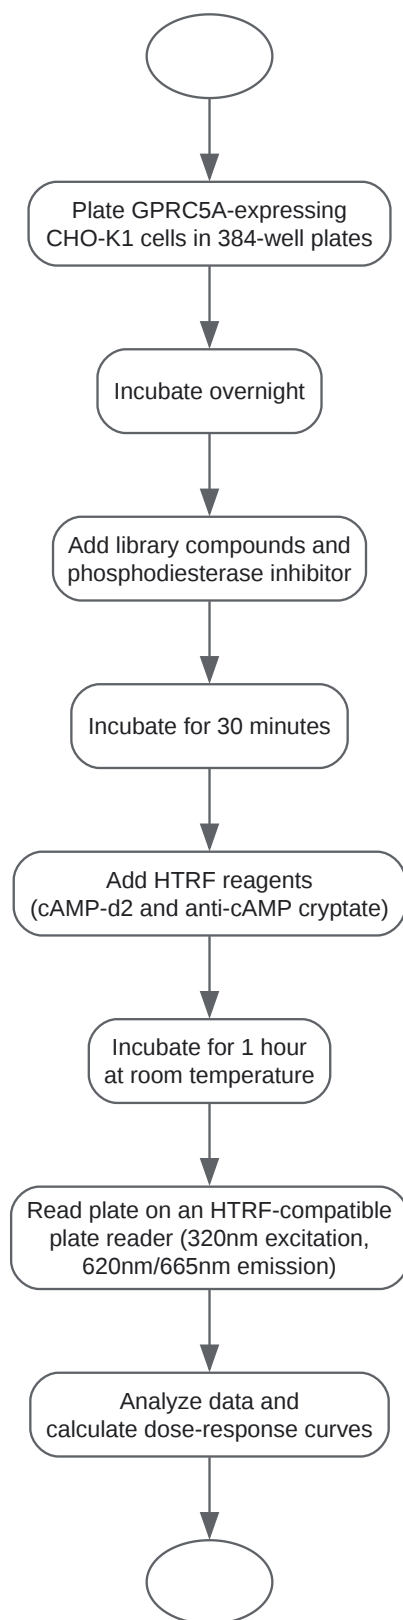 Plate GPRC5A-expressing
CHO-K1 cells in 384-well plates
Incubate overnight
Add library compounds and
phosphodiesterase inhibitor
Incubate for 30 minutes
Add HTRF reagents
(cAMP-d2 and anti-cAMP cryptate)
Incubate for 1 hour
at room temperature
Read plate on an HTRF-compatible
plate reader (320nm excitation,
620nm/665nm emission)
Analyze data and
calculate dose-response curves